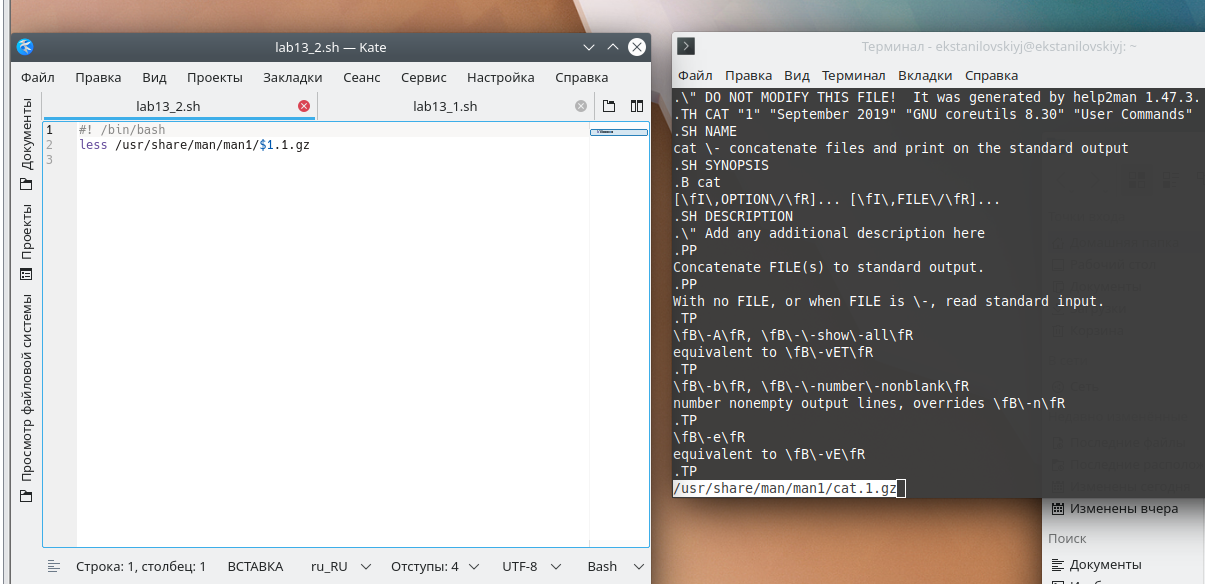 lab13_2.sh — Kate
Файл Правка Вид Проекты Закладки Сеанс Сервис Настройка Справка
lab13_2.sh
lab13_1.sh
Документы
Проекты
Просмотр файловой системы
1 #! /bin/bash
2 less /usr/share/man/man1/$1.1.gz
3
Строка: 1, столбец: 1 ВСТАВКА ru_RU Отступы: 4 UTF-8 Bash
Терминал - ekstanilovskiyj@ekstanilovskiyj: ~
Файл Правка Вид Терминал Вкладки Справка
.\" DO NOT MODIFY THIS FILE!  It was generated by help2man 1.47.3.
.TH CAT "1" "September 2019" "GNU coreutils 8.30" "User Commands"
.SH NAME
cat \- concatenate files and print on the standard output
.SH SYNOPSIS
.B cat
[\fI\,OPTION\/\fR]... [\fI\,FILE\/\fR]...
.SH DESCRIPTION
.\" Add any additional description here
.PP
Concatenate FILE(s) to standard output.
.PP
With no FILE, or when FILE is \-, read standard input.
.TP
\fB\-A\fR, \fB\-\-show\-all\fR
equivalent to \fB\-vET\fR
.TP
\fB\-b\fR, \fB\-\-number\-nonblank\fR
number nonempty output lines, overrides \fB\-n\fR
.TP
\fB\-e\fR
equivalent to \fB\-vE\fR
.TP
/usr/share/man/man1/cat.1.gz
Изменены вчера
Поиск
Документы